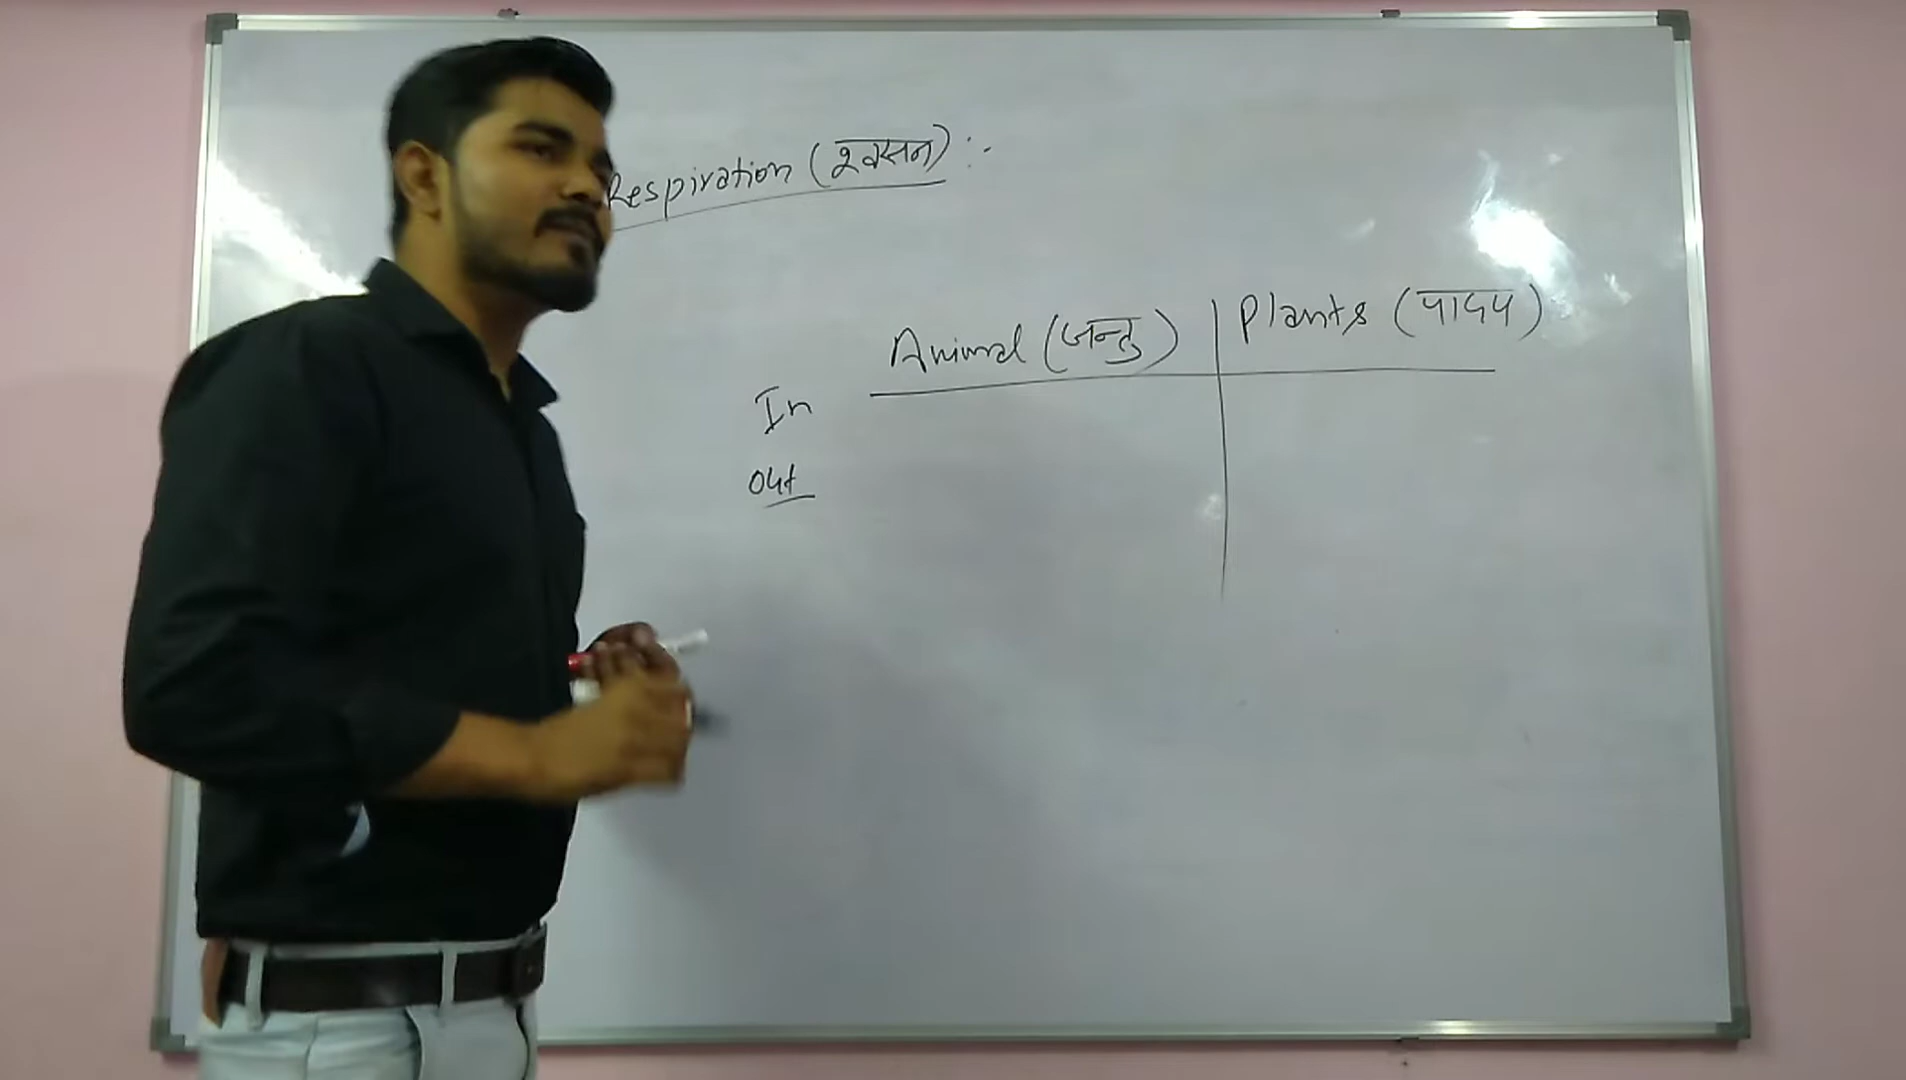 Respiration (श्वसन) :-
Animal (जन्तु) | Plants (पादप)
In
Out